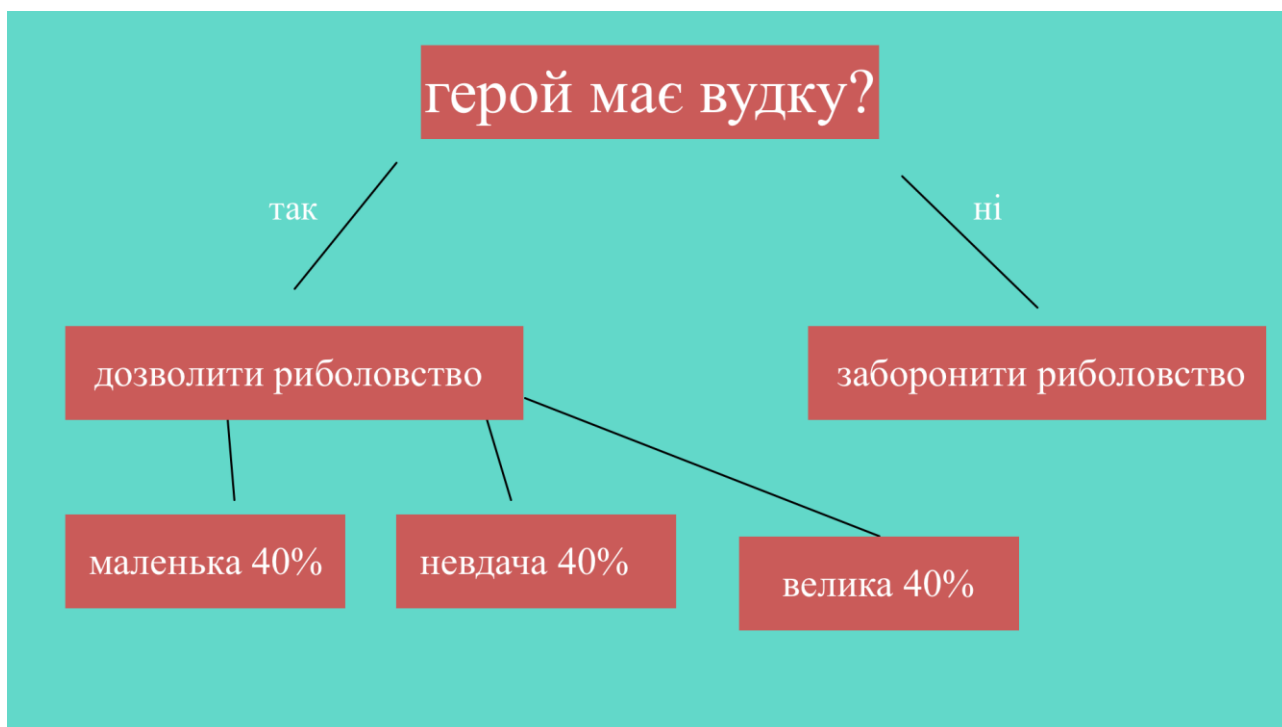 герой має вудку?
так
ні
дозволити риболовство
заборонити риболовство
маленька 40%
невдача 40%
велика 40%